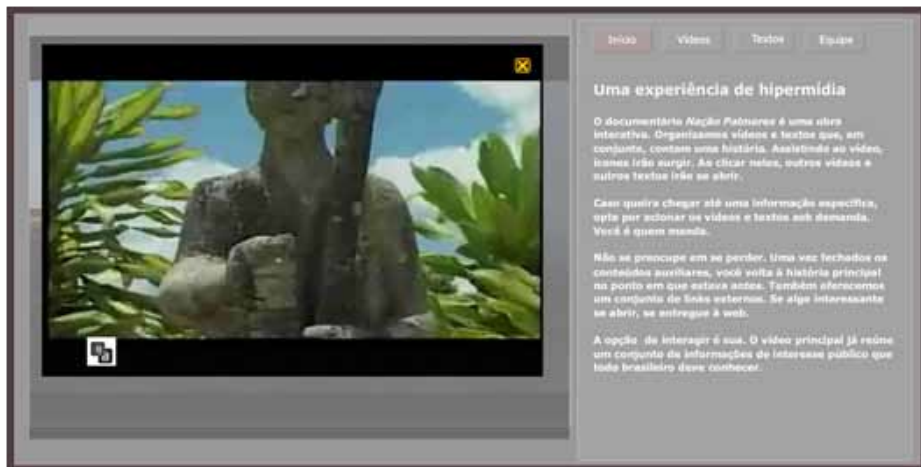 Início Vídeos Textos Equipe
Uma experiência de hipermídia
O documentário Nação Palmares é uma obra
interativa. Organizamos vídeos e textos que, em
conjunto, contam uma história. Assistindo ao vídeo,
ícones irão surgir. Ao clicar neles, outros vídeos e
outros textos irão se abrir.
Caso queira chegar até uma informação específica,
opte por acionar os vídeos e textos sob demanda.
Você é quem manda.
Não se preocupe em se perder. Uma vez fechados os
conteúdos auxiliares, você volta à história principal
no ponto em que estava antes. Também oferecemos
um conjunto de links externos. Se algo interessante
se abrir, se entregue à web.
A opção de interagir é sua. O vídeo principal já reúne
um conjunto de informações de interesse público que
todo brasileiro deve conhecer.